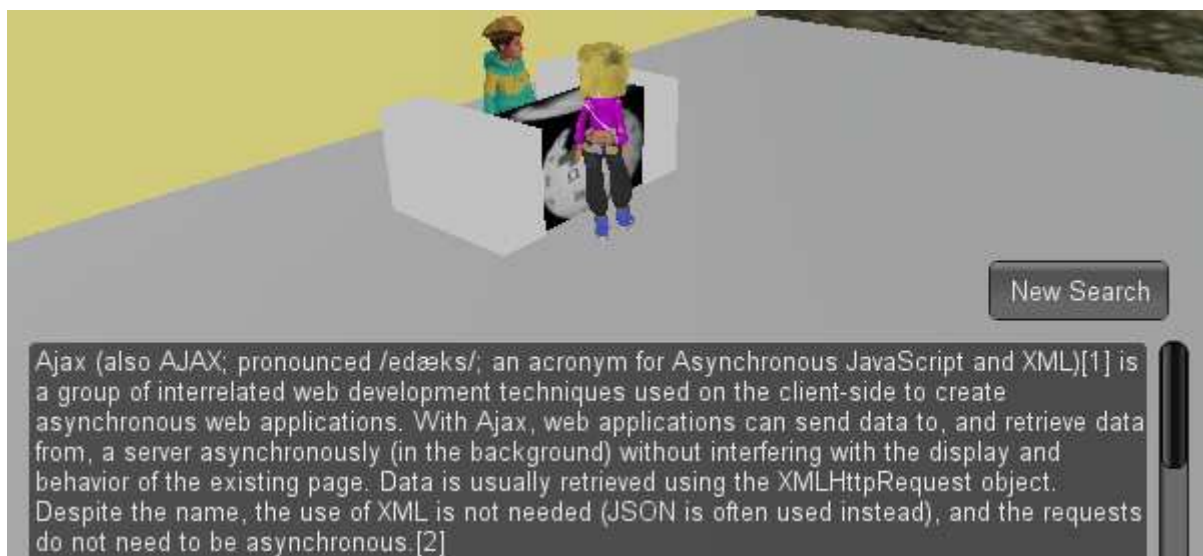 New Search
Ajax (also AJAX; pronounced /edæks/; an acronym for Asynchronous JavaScript and XML)[1] is
a group of interrelated web development techniques used on the client-side to create
asynchronous web applications. With Ajax, web applications can send data to, and retrieve data
from, a server asynchronously (in the background) without interfering with the display and
behavior of the existing page. Data is usually retrieved using the XMLHttpRequest object.
Despite the name, the use of XML is not needed (JSON is often used instead), and the requests
do not need to be asynchronous.[2]